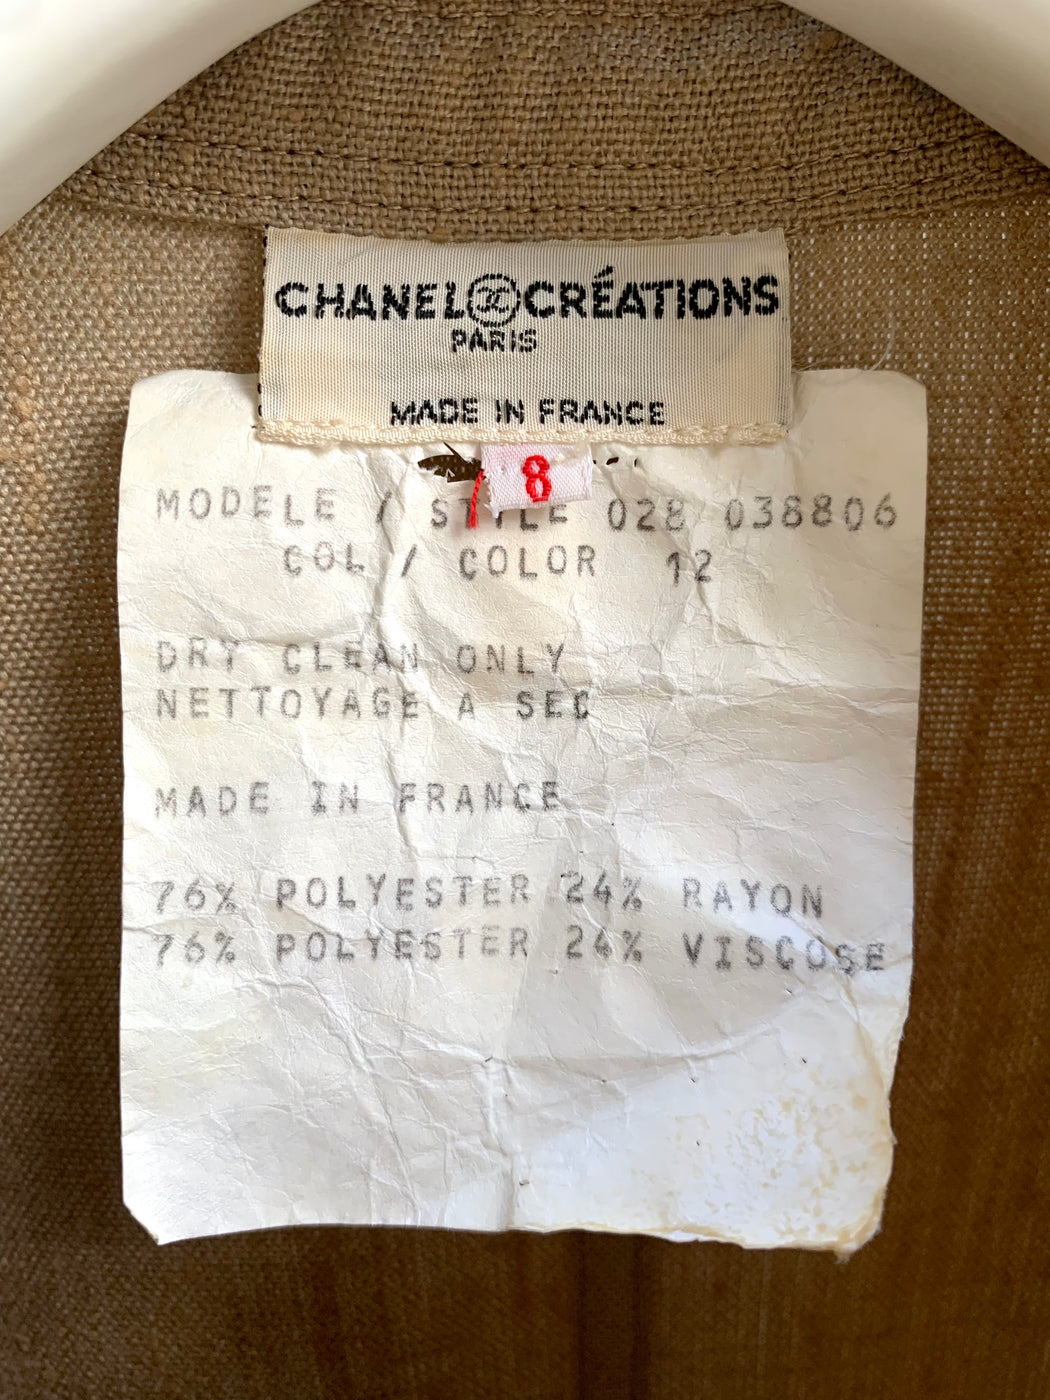 CHANEL CRÉATIONS
PARIS
MADE IN FRANCE
8
MODELE / STYLE 028 038806
COL / COLOR 12
DRY CLEAN ONLY
NETTOYAGE A SEC
MADE IN FRANCE
76% POLYESTER 24% RAYON
76% POLYESTER 24% VISCOSE